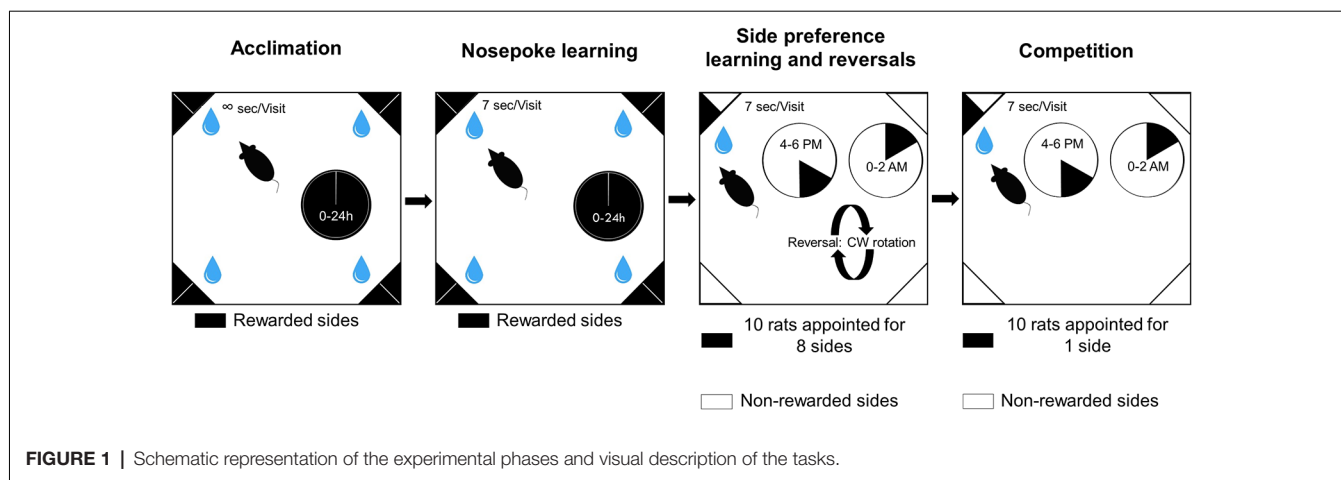 Acclimation
∞ sec/Visit
0-24h
Rewarded sides
Nosepoke learning
7 sec/Visit
0-24h
Rewarded sides
Side preference
learning and reversals
7 sec/Visit
4-6 PM
0-2 AM
Reversal: CW rotation
10 rats appointed for
8 sides
Non-rewarded sides
Competition
7 sec/Visit
4-6 PM
0-2 AM
10 rats appointed for
1 side
Non-rewarded sides
FIGURE 1 | Schematic representation of the experimental phases and visual description of the tasks.